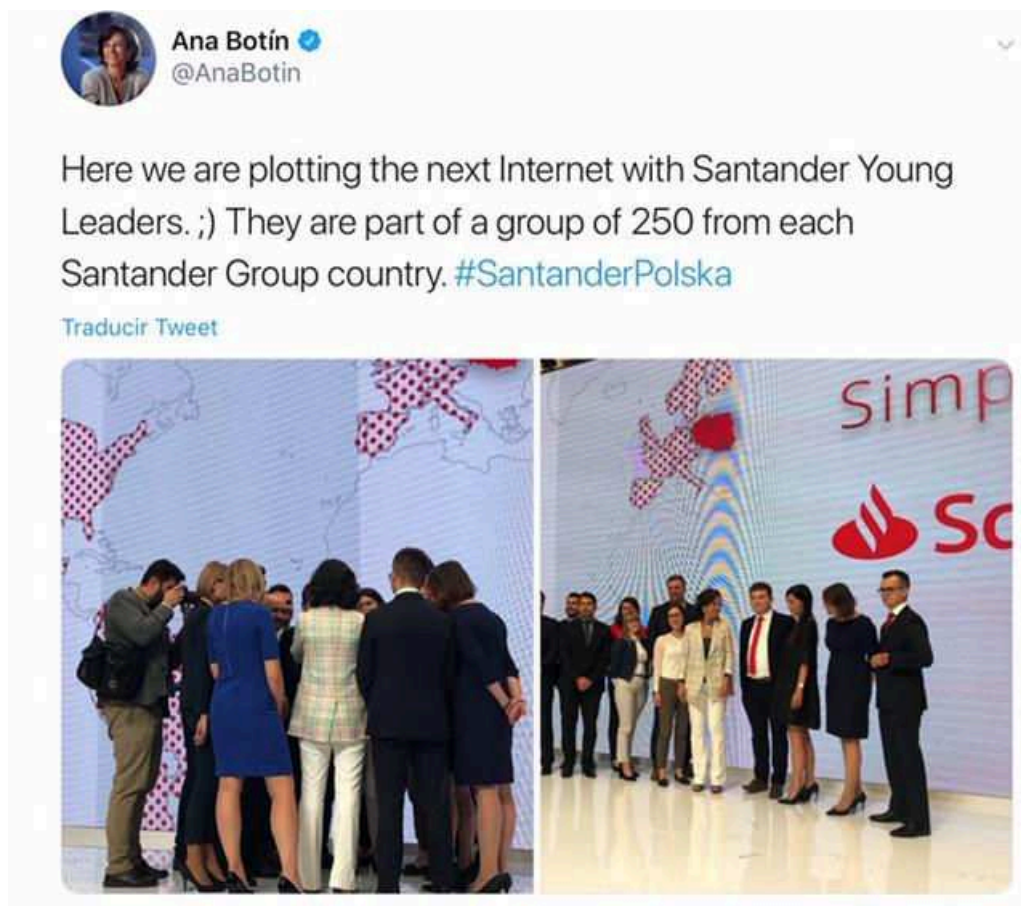 Ana Botín
@AnaBotin
Here we are plotting the next Internet with Santander Young
Leaders. ;) They are part of a group of 250 from each
Santander Group country. #SantanderPolska
Traducir Tweet
Simp
Sa